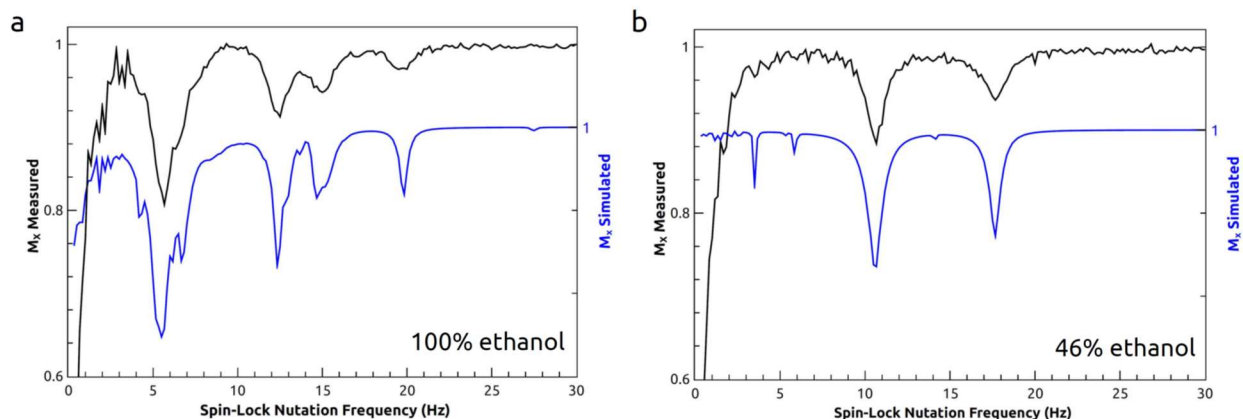 a
1
0.8
0.6
Mx Measured
1
Mx Simulated
100% ethanol
0 5 10 15 20 25 30
Spin-Lock Nutation Frequency (Hz)
b
1
0.8
0.6
Mx Measured
1
Mx Simulated
46% ethanol
0 5 10 15 20 25 30
Spin-Lock Nutation Frequency (Hz)